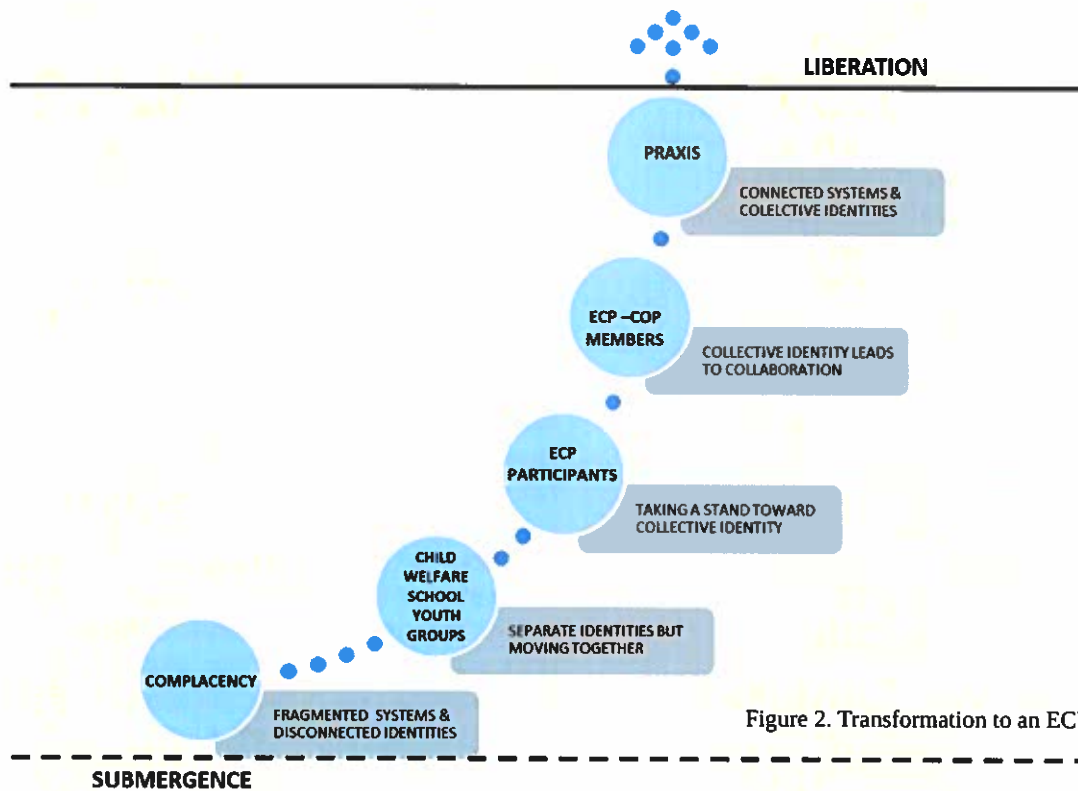 LIBERATION
PRAXIS
CONNECTED SYSTEMS &
COLELCTIVE IDENTITIES
ECP –COP
MEMBERS
COLLECTIVE IDENTITY LEADS
TO COLLABORATION
ECP
PARTICIPANTS
TAKING A STAND TOWARD
COLLECTIVE IDENTITY
CHILD
WELFARE
SCHOOL
YOUTH
GROUPS
SEPARATE IDENTITIES BUT
MOVING TOGETHER
COMPLACENCY
FRAGMENTED SYSTEMS &
DISCONNECTED IDENTITIES
Figure 2. Transformation to an EC
SUBMERGENCE